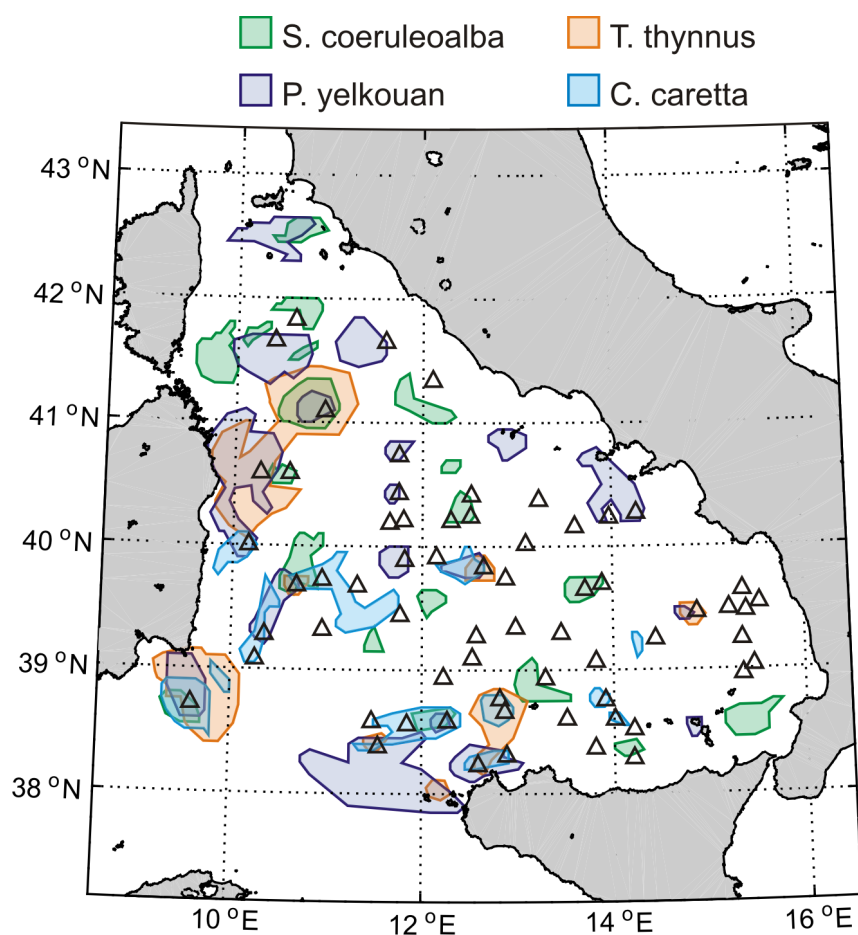 S. coeruleoalba T. thynnus
P. yelkouan C. caretta
43 °N
42 °N
41 °N
40 °N
39 °N
38 °N
10 °E 12 °E 14 °E 16 °E